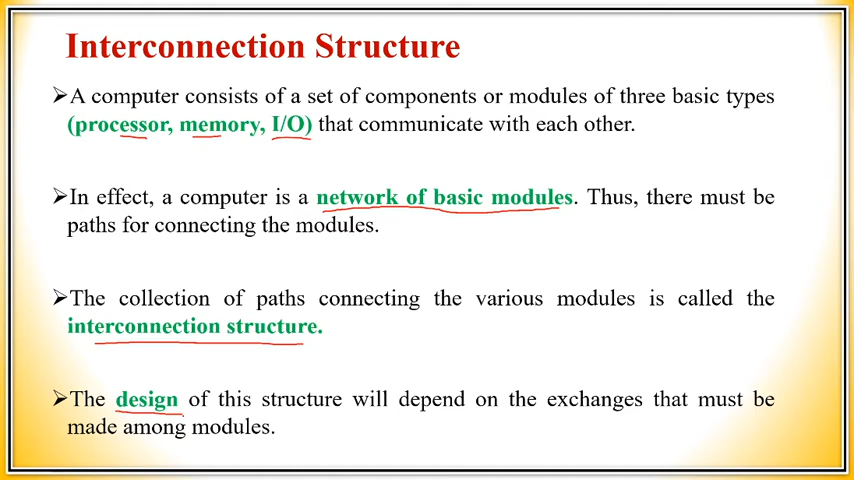 Interconnection Structure
➢A computer consists of a set of components or modules of three basic types
(processor, memory, I/O) that communicate with each other.
➢In effect, a computer is a network of basic modules. Thus, there must be
paths for connecting the modules.
➢The collection of paths connecting the various modules is called the
interconnection structure.
➢The design of this structure will depend on the exchanges that must be
made among modules.